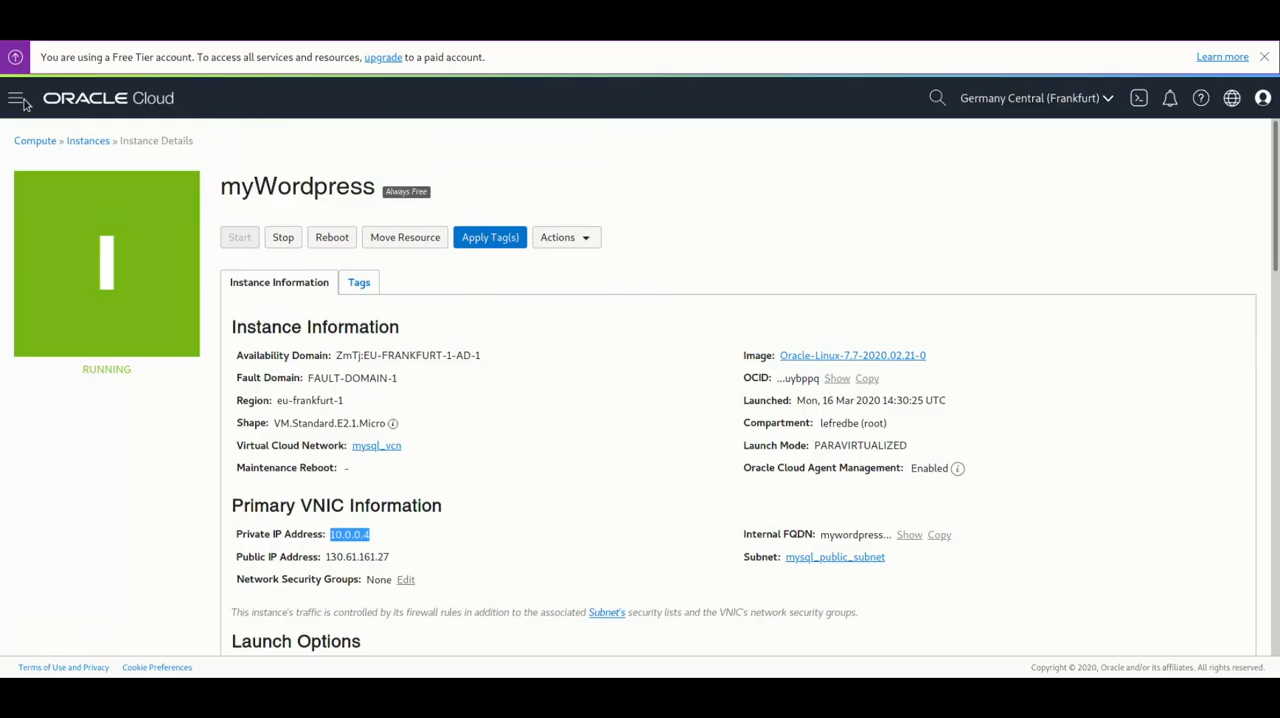 You are using a Free Tier account. To access all services and resources, upgrade to a paid account.
Learn more
ORACLE Cloud
Germany Central (Frankfurt)
Compute » Instances » Instance Details
myWordpress Always Free
Start Stop Reboot Move Resource Apply Tag(s) Actions
Instance Information Tags
Instance Information
Availability Domain: ZmTj:EU-FRANKFURT-1-AD-1
Fault Domain: FAULT-DOMAIN-1
Region: eu-frankfurt-1
Shape: VM.Standard.E2.1.Micro
Virtual Cloud Network: mysql_vcn
Maintenance Reboot: -
Image: Oracle-Linux-7.7-2020.02.21-0
OCID: ...uybppq Show Copy
Launched: Mon, 16 Mar 2020 14:30:25 UTC
Compartment: lefredbe (root)
Launch Mode: PARAVIRTUALIZED
Oracle Cloud Agent Management: Enabled
I
RUNNING
Primary VNIC Information
Private IP Address: 10.0.0.4
Public IP Address: 130.61.161.27
Network Security Groups: None Edit
Internal FQDN: mywordpress... Show Copy
Subnet: mysql_public_subnet
This instance's traffic is controlled by its firewall rules in addition to the associated Subnet's security lists and the VNIC's network security groups.
Launch Options
Terms of Use and Privacy Cookie Preferences
Copyright © 2020, Oracle and/or its affiliates. All rights reserved.